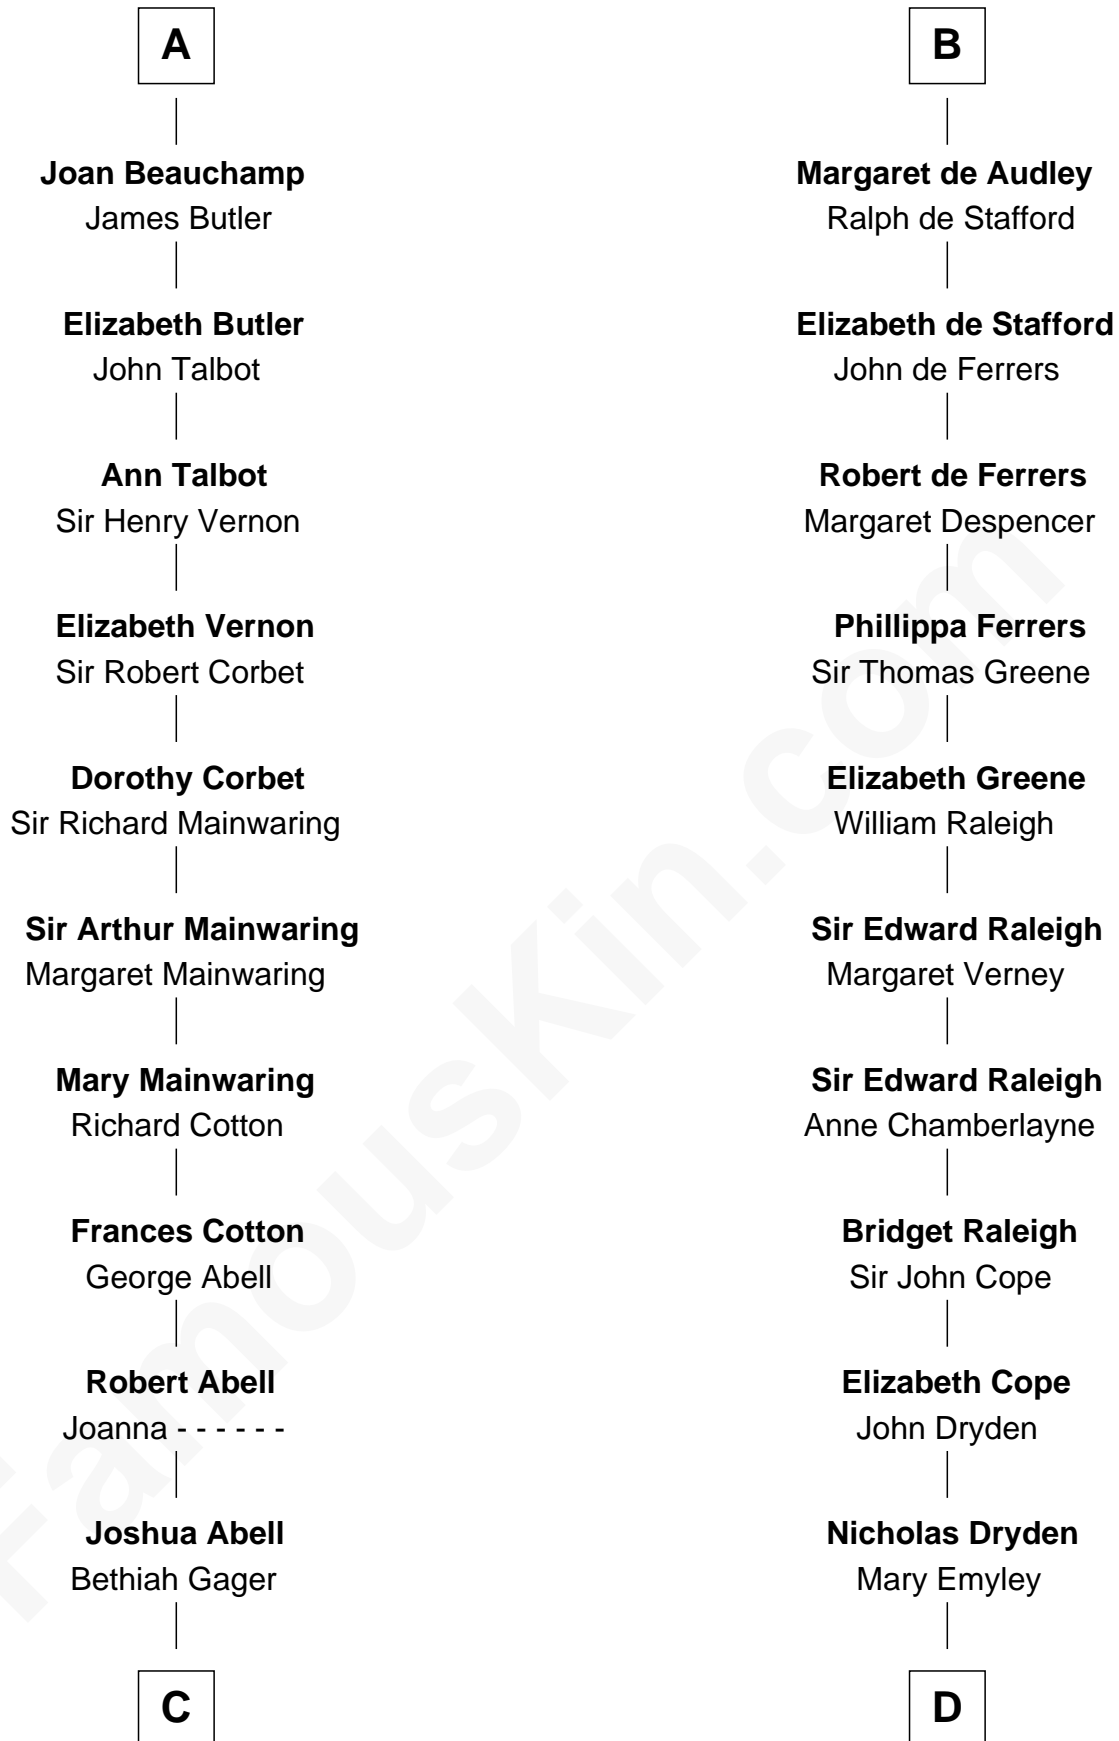 A
Joan Beauchamp
James Butler
Elizabeth Butler
John Talbot
Ann Talbot
Sir Henry Vernon
Elizabeth Vernon
Sir Robert Corbet
Dorothy Corbet
Sir Richard Mainwaring
Sir Arthur Mainwaring
Margaret Mainwaring
Mary Mainwaring
Richard Cotton
Frances Cotton
George Abell
Robert Abell
Joanna - - - - - -
Joshua Abell
Bethiah Gager
C
B
Margaret de Audley
Ralph de Stafford
Elizabeth de Stafford
John de Ferrers
Robert de Ferrers
Margaret Despencer
Phillippa Ferrers
Sir Thomas Greene
Elizabeth Greene
William Raleigh
Sir Edward Raleigh
Margaret Verney
Sir Edward Raleigh
Anne Chamberlayne
Bridget Raleigh
Sir John Cope
Elizabeth Cope
John Dryden
Nicholas Dryden
Mary Emyley
D
FamousKin.com